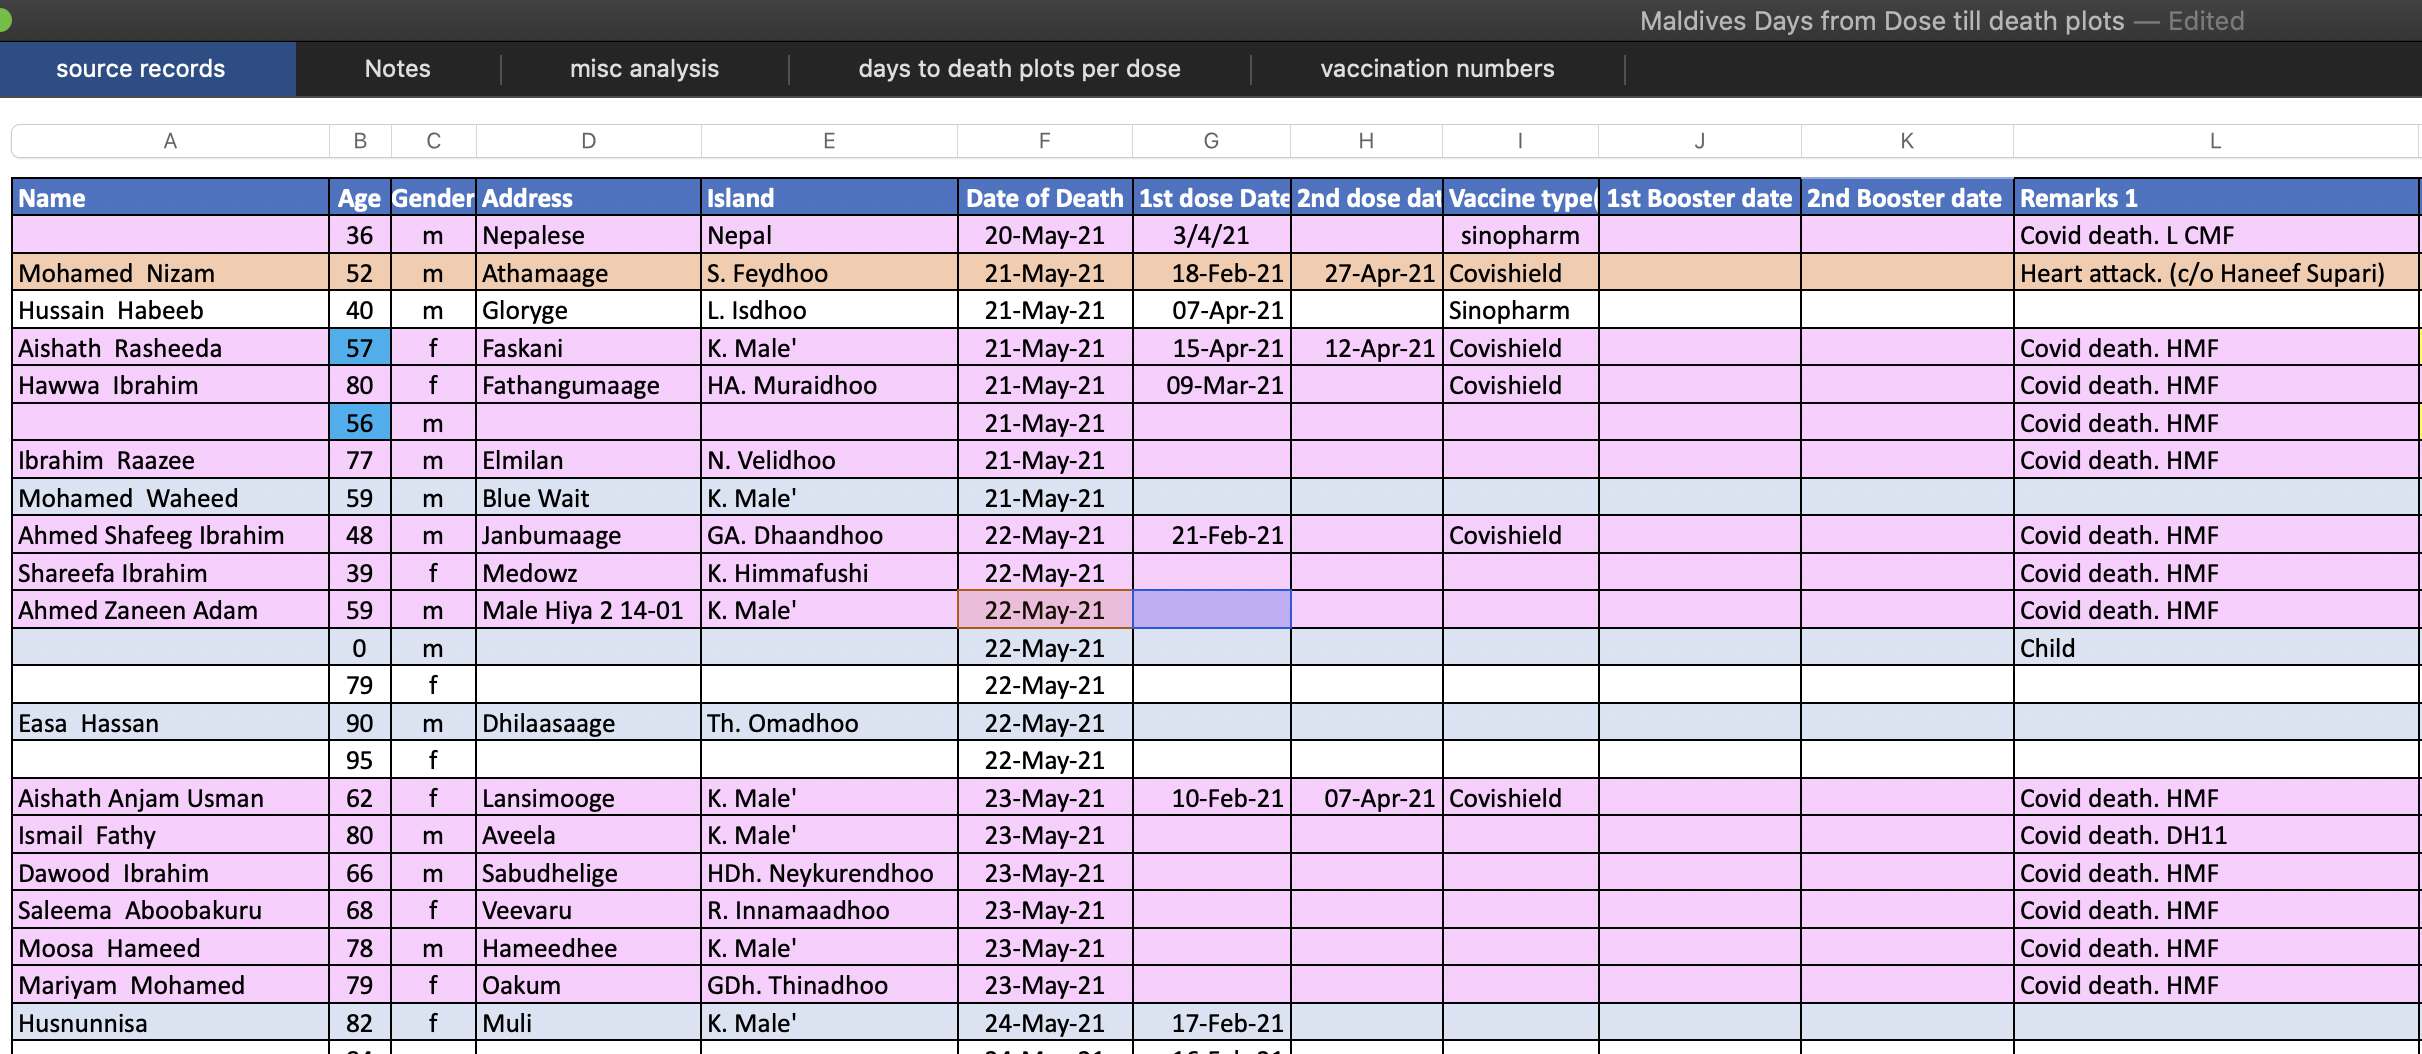 Maldives Days from Dose till death plots — Edited
source records Notes misc analysis days to death plots per dose vaccination numbers
A B C D E F G H I J K L
Name Age Gender Address Island Date of Death 1st dose Date 2nd dose dat Vaccine type( 1st Booster date 2nd Booster date Remarks 1
36 m Nepalese Nepal 20-May-21 3/4/21 sinopharm Covid death. L CMF
Mohamed Nizam 52 m Athamaage S. Feydhoo 21-May-21 18-Feb-21 27-Apr-21 Covishield Heart attack. (c/o Haneef Supari)
Hussain Habeeb 40 m Gloryge L. Isdhoo 21-May-21 07-Apr-21 Sinopharm
Aishath Rasheeda 57 f Faskani K. Male' 21-May-21 15-Apr-21 12-Apr-21 Covishield Covid death. HMF
Hawwa Ibrahim 80 f Fathangumaage HA. Muraidhoo 21-May-21 09-Mar-21 Covishield Covid death. HMF
56 m 21-May-21 Covid death. HMF
Ibrahim Raazee 77 m Elmilan N. Velidhoo 21-May-21 Covid death. HMF
Mohamed Waheed 59 m Blue Wait K. Male' 21-May-21
Ahmed Shafeeg Ibrahim 48 m Janbumaage GA. Dhaandhoo 22-May-21 21-Feb-21 Covishield Covid death. HMF
Shareefa Ibrahim 39 f Medowz K. Himmafushi 22-May-21 Covid death. HMF
Ahmed Zaneen Adam 59 m Male Hiya 2 14-01 K. Male' 22-May-21 Covid death. HMF
0 m 22-May-21 Child
79 f 22-May-21
Easa Hassan 90 m Dhilaasaage Th. Omadhoo 22-May-21
95 f 22-May-21
Aishath Anjam Usman 62 f Lansimooge K. Male' 23-May-21 10-Feb-21 07-Apr-21 Covishield Covid death. HMF
Ismail Fathy 80 m Aveela K. Male' 23-May-21 Covid death. DH11
Dawood Ibrahim 66 m Sabudhelige HDh. Neykurendhoo 23-May-21 Covid death. HMF
Saleema Aboobakuru 68 f Veevaru R. Innamaadhoo 23-May-21 Covid death. HMF
Moosa Hameed 78 m Hameedhee K. Male' 23-May-21 Covid death. HMF
Mariyam Mohamed 79 f Oakum GDh. Thinadhoo 23-May-21 Covid death. HMF
Husnunnisa 82 f Muli K. Male' 24-May-21 17-Feb-21